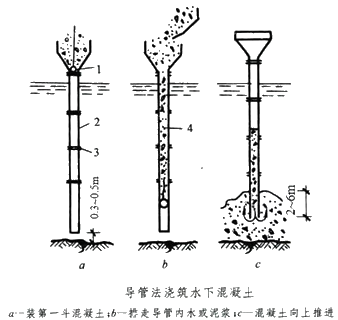 1
2
3
4
0.3~0.5m
2~6m
a
b
c
导管法浇筑水下混凝土
a—装第一斗混凝土;b—挤走导管内水或泥浆;c—混凝土向上推进